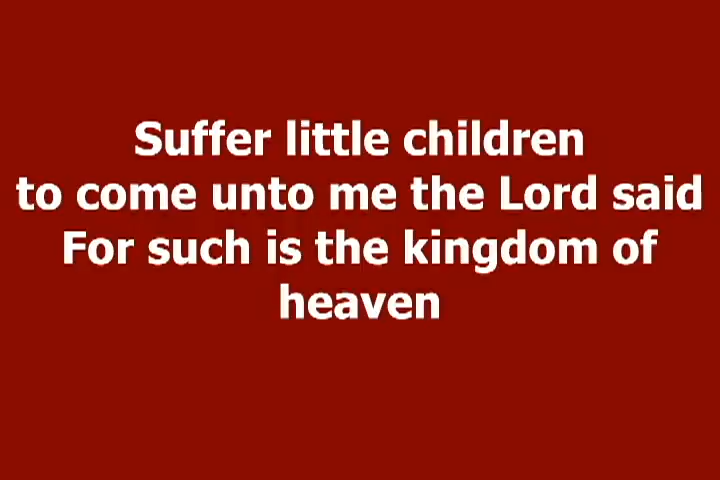 Suffer little children
to come unto me the Lord said
For such is the kingdom of
heaven